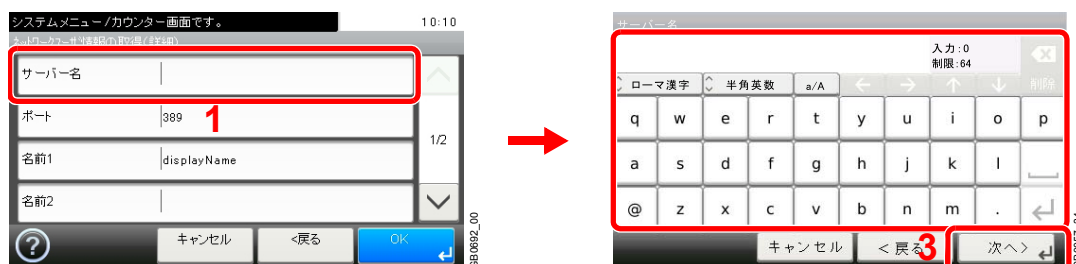 システムメニュー/カウンター画面です。
10:10
ネットワークユーザー情報の取得(詳細)
サーバー名
ポート
389
1
名前1
displayName
1/2
名前2
キャンセル
<戻る
OK
サーバー名
入力:0
制限:64
ローマ漢字
半角英数
a/A
削除
q w e r t y u i o p
a s d f g h j k l
@ z x c v b n m .
キャンセル
<戻る
3
次へ>